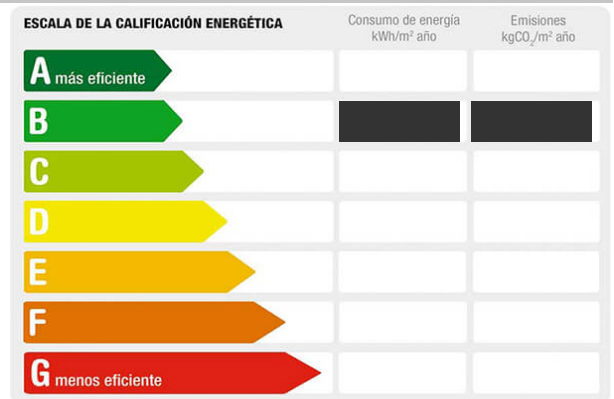 ESCALA DE LA CALIFICACIÓN ENERGÉTICA
Consumo de energía
kWh/m² año
Emisiones
kgCO₂/m² año
A más eficiente
B
C
D
E
F
G menos eficiente